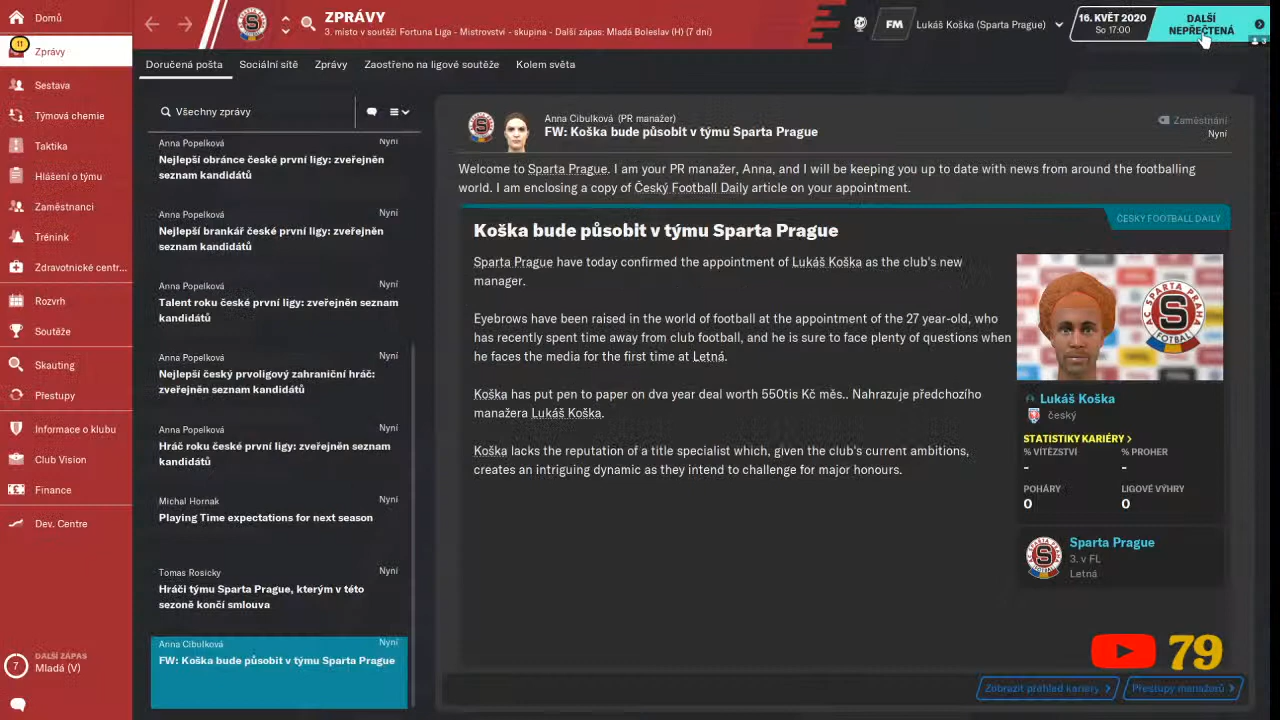 Domů
11
Zprávy
Sestava
Týmová chemie
Taktika
Hlášení o týmu
Zaměstnanci
Trénink
Zdravotnické centr...
Rozvrh
Soutěže
Skauting
Přestupy
Informace o klubu
Club Vision
Finance
Dev. Centre
7
DALŠÍ ZÁPAS
Mladá (V)
ZPRÁVY
3. místo v soutěži Fortuna Liga - Mistrovství - skupina - Další zápas: Mladá Boleslav (H) (7 dní)
FM
Lukáš Koška (Sparta Prague)
16. KVĚT 2020
So 17:00
DALŠÍ
NEPŘEČTENÁ
3
Doručená pošta
Sociální sítě
Zprávy
Zaostřeno na ligové soutěže
Kolem světa
Všechny zprávy
Anna Popelková
Nyní
Nejlepší obránce české první ligy: zveřejněn
seznam kandidátů
Anna Popelková
Nyní
Nejlepší brankář české první ligy: zveřejněn
seznam kandidátů
Anna Popelková
Nyní
Talent roku české první ligy: zveřejněn seznam
kandidátů
Anna Popelková
Nyní
Nejlepší český prvoligový zahraniční hráč:
zveřejněn seznam kandidátů
Anna Popelková
Nyní
Hráč roku české první ligy: zveřejněn seznam
kandidátů
Michal Hornak
Nyní
Playing Time expectations for next season
Tomas Rosicky
Nyní
Hráči týmu Sparta Prague, kterým v této
sezoně končí smlouva
Anna Cibulková
Nyní
FW: Koška bude působit v týmu Sparta Prague
Anna Cibulková (PR manažer)
FW: Koška bude působit v týmu Sparta Prague
Zaměstnání
Nyní
Welcome to Sparta Prague. I am your PR manažer, Anna, and I will be keeping you up to date with news from around the footballing
world. I am enclosing a copy of Český Football Daily article on your appointment.
ČESKÝ FOOTBALL DAILY
Koška bude působit v týmu Sparta Prague
Sparta Prague have today confirmed the appointment of Lukáš Koška as the club's new
manager.
Eyebrows have been raised in the world of football at the appointment of the 27 year-old, who
has recently spent time away from club football, and he is sure to face plenty of questions when
he faces the media for the first time at Letná.
Koška has put pen to paper on dva year deal worth 550tis Kč měs.. Nahrazuje předchozího
manažera Lukáš Koška.
Koška lacks the reputation of a title specialist which, given the club's current ambitions,
creates an intriguing dynamic as they intend to challenge for major honours.
AC SPARTA PRAHA
FOTBAL
Lukáš Koška
český
STATISTIKY KARIÉRY >
% VÍTĚZSTVÍ
% PROHER
-
-
POHÁRY
LIGOVÉ VÝHRY
0
0
Sparta Prague
3. v FL
Letná
79
Zobrazit přehled kariéry >
Přestupy manažerů >